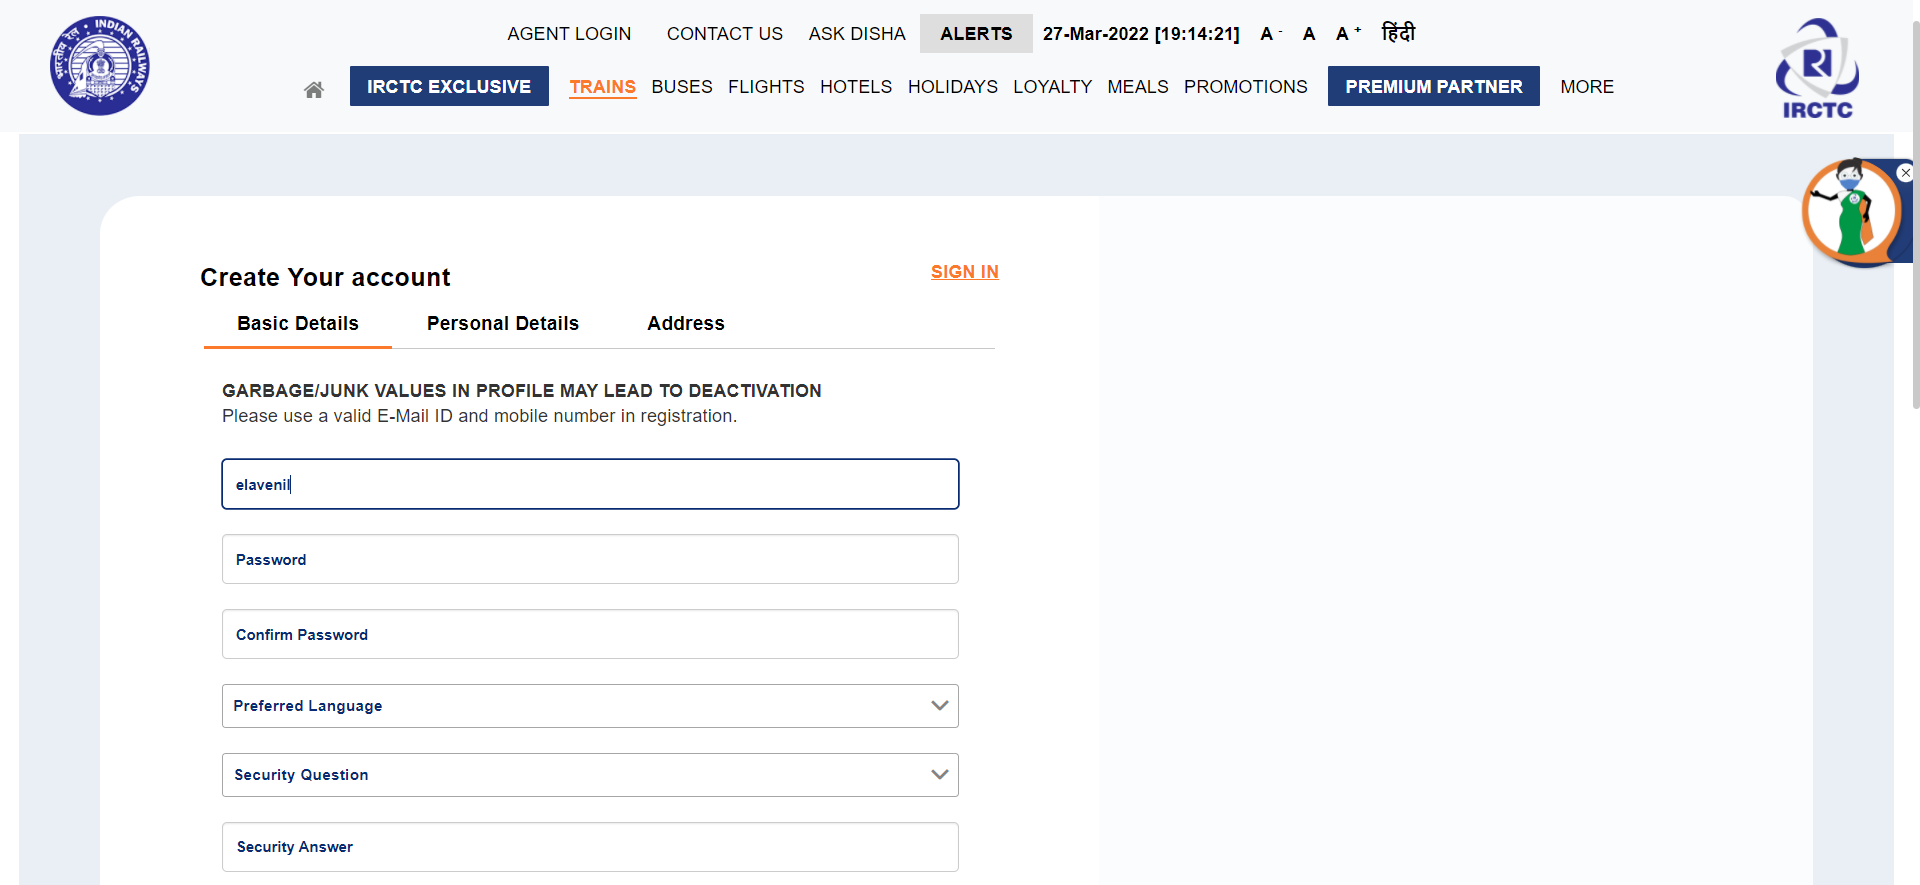 INDIAN RAILWAYS
भारतीय रेल
AGENT LOGIN CONTACT US ASK DISHA ALERTS 27-Mar-2022 [19:14:21] A - A A + हिंदी
IRCTC EXCLUSIVE TRAINS BUSES FLIGHTS HOTELS HOLIDAYS LOYALTY MEALS PROMOTIONS PREMIUM PARTNER MORE
IRCTC
Create Your account
SIGN IN
Basic Details Personal Details Address
GARBAGE/JUNK VALUES IN PROFILE MAY LEAD TO DEACTIVATION
Please use a valid E-Mail ID and mobile number in registration.
elavenil
Password
Confirm Password
Preferred Language
Security Question
Security Answer